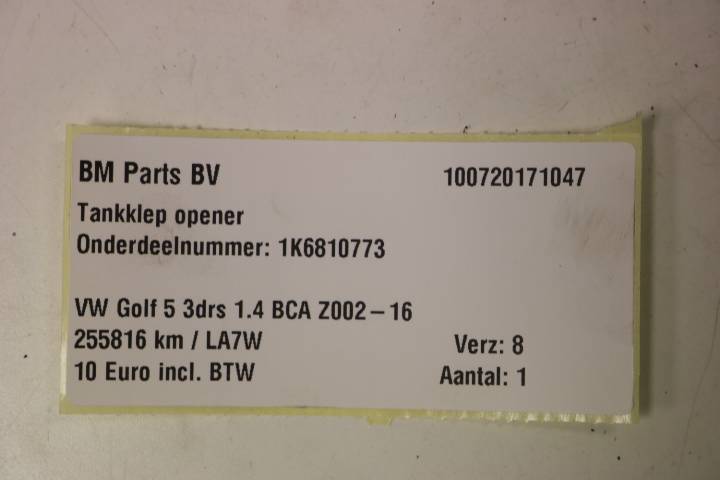 BM Parts BV 100720171047
Tankklep opener
Onderdeelnummer: 1K6810773
VW Golf 5 3drs 1.4 BCA Z002-16
255816 km / LA7W Verz: 8
10 Euro incl. BTW Aantal: 1